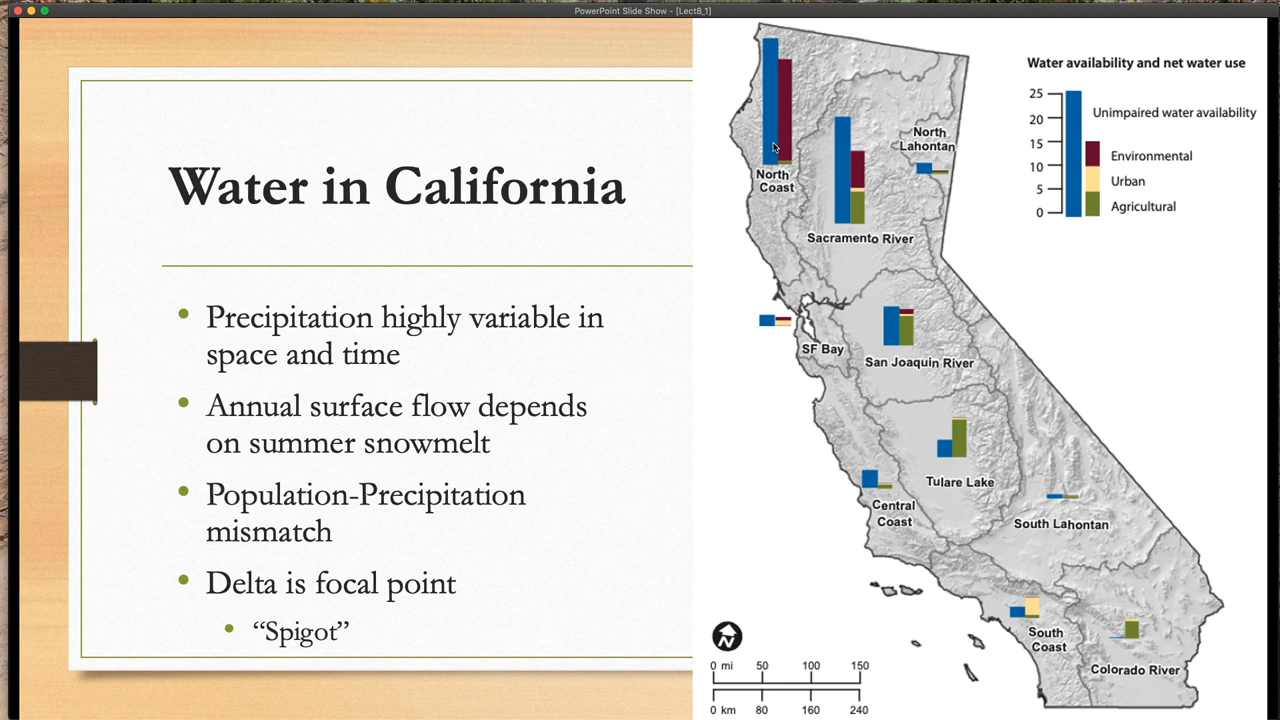 PowerPoint Slide Show - [Lect8_1]
Water in California
• Precipitation highly variable in
space and time
• Annual surface flow depends
on summer snowmelt
• Population-Precipitation
mismatch
• Delta is focal point
• “Spigot”
Water availability and net water use
25
20
15
10
5
0
Unimpaired water availability
Environmental
Urban
Agricultural
North
Coast
Sacramento River
North
Lahontan
SF Bay
San Joaquin River
Tulare Lake
Central
Coast
South Lahontan
South
Coast
Colorado River
N
0 mi 50 100 150
0 km 80 160 240